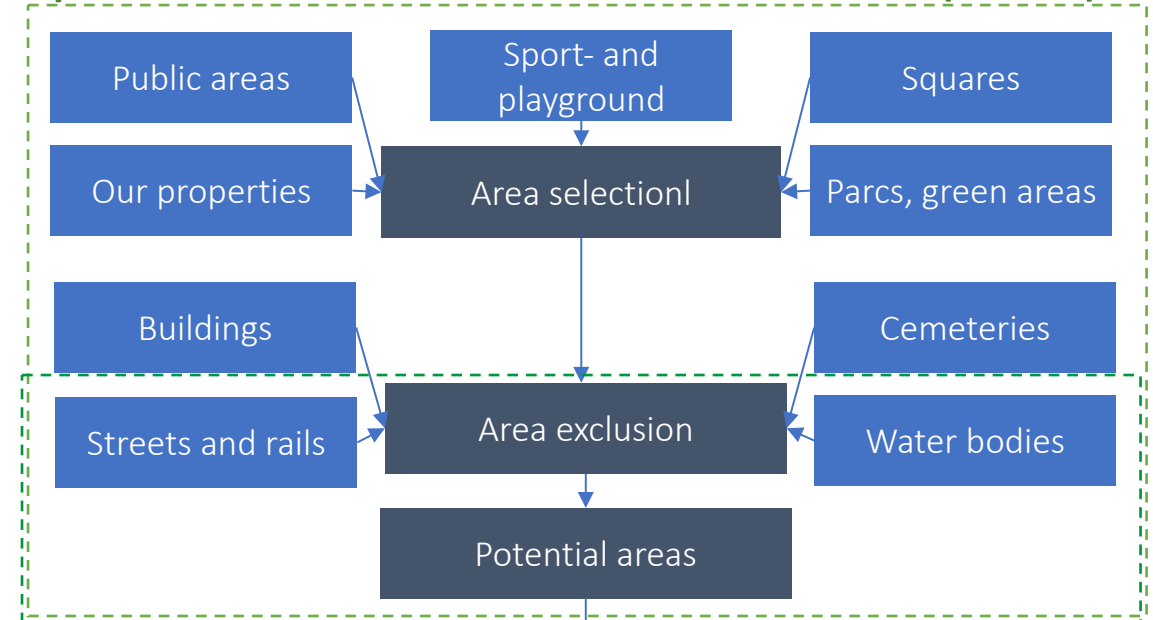 Public areas
Sport- and
playground
Squares
Our properties
Area selectionl
Parcs, green areas
Buildings
Cemeteries
Streets and rails
Area exclusion
Water bodies
Potential areas